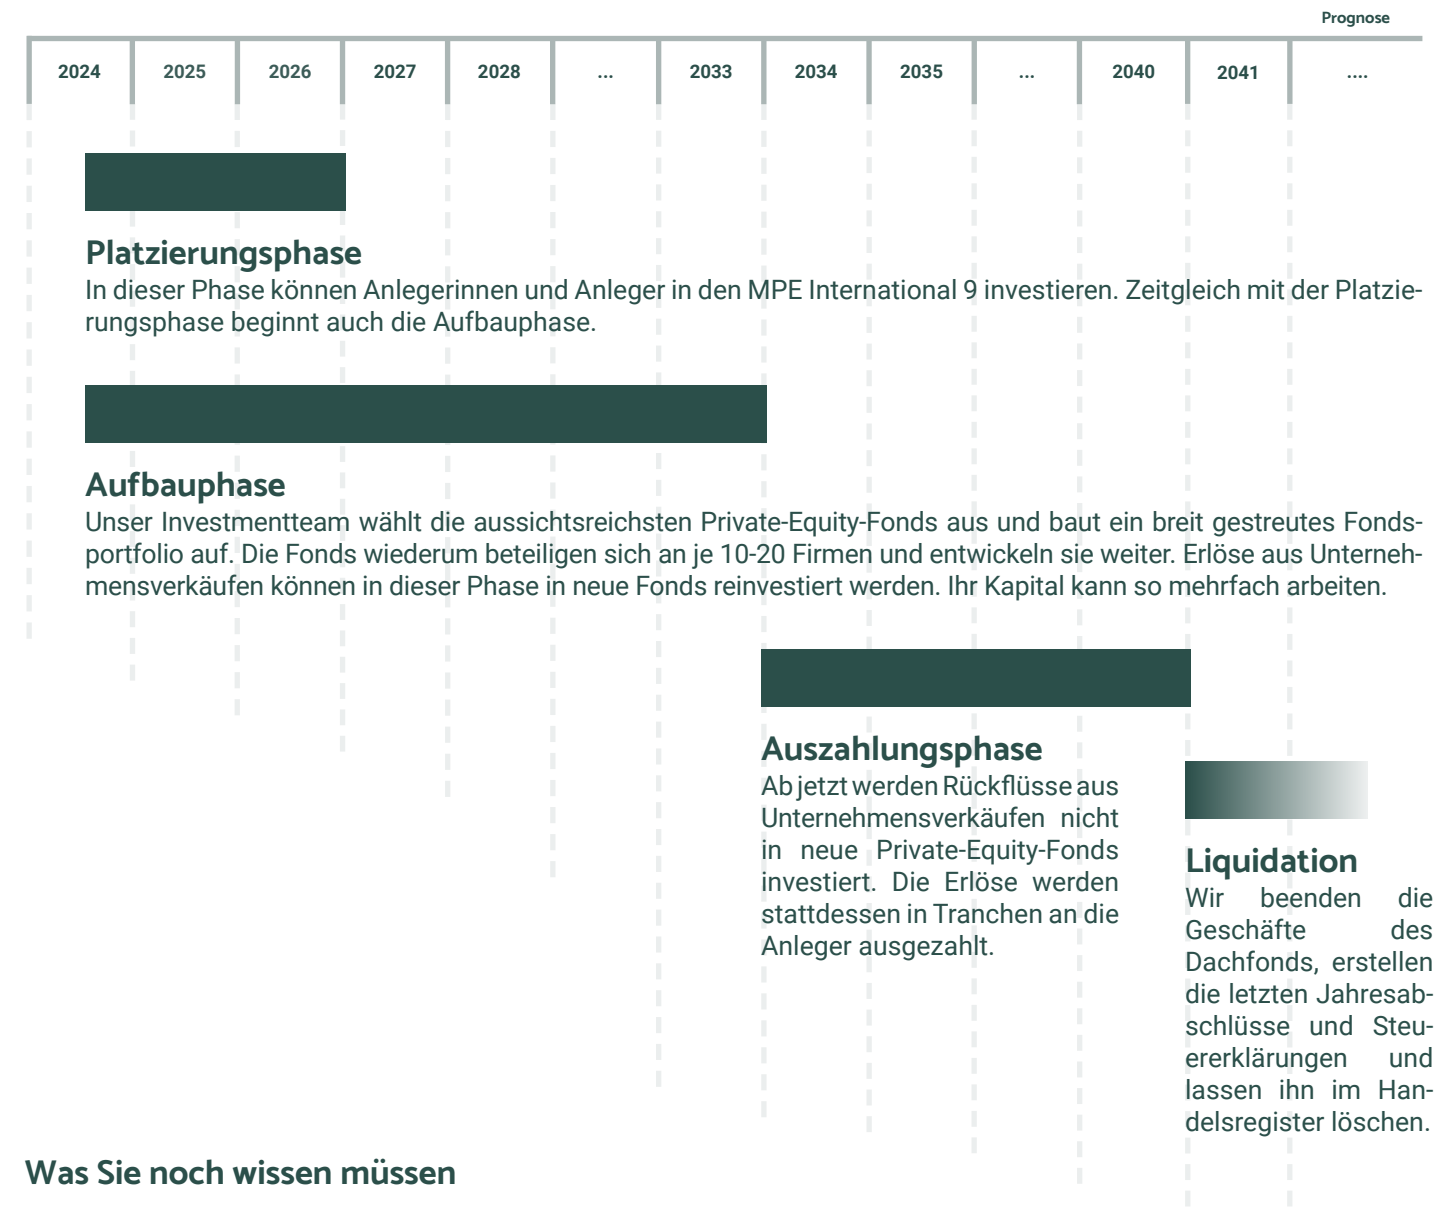 Prognose
2024 2025 2026 2027 2028 ... 2033 2034 2035 ... 2040 2041 ....
Platzierungsphase
In dieser Phase können Anlegerinnen und Anleger in den MPE International 9 investieren. Zeitgleich mit der Platzie-
rungsphase beginnt auch die Aufbauphase.
Aufbauphase
Unser Investmentteam wählt die aussichtsreichsten Private-Equity-Fonds aus und baut ein breit gestreutes Fonds-
portfolio auf. Die Fonds wiederum beteiligen sich an je 10-20 Firmen und entwickeln sie weiter. Erlöse aus Unterneh-
mensverkäufen können in dieser Phase in neue Fonds reinvestiert werden. Ihr Kapital kann so mehrfach arbeiten.
Auszahlungsphase
Ab jetzt werden Rückflüsse aus
Unternehmensverkäufen nicht
in neue Private-Equity-Fonds
investiert. Die Erlöse werden
stattdessen in Tranchen an die
Anleger ausgezahlt.
Liquidation
Wir beenden die
Geschäfte des
Dachfonds, erstellen
die letzten Jahresab-
schlüsse und Steu-
ererklärungen und
lassen ihn im Han-
delsregister löschen.
Was Sie noch wissen müssen